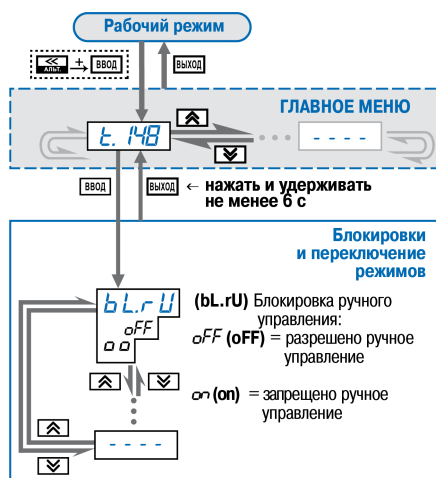 Рабочий режим
<<
АЛЬТ.
+
ВВОД
ВЫХОД
ГЛАВНОЕ МЕНЮ
t. 148
- - - -
ВВОД
ВЫХОД
← нажать и удерживать
не менее 6 с
Блокировки
и переключение
режимов
bL.rU
oFF
on
(bL.rU) Блокировка ручного
управления:
oFF (oFF) = разрешено ручное
управление
on (on) = запрещено ручное
управление
- - - -